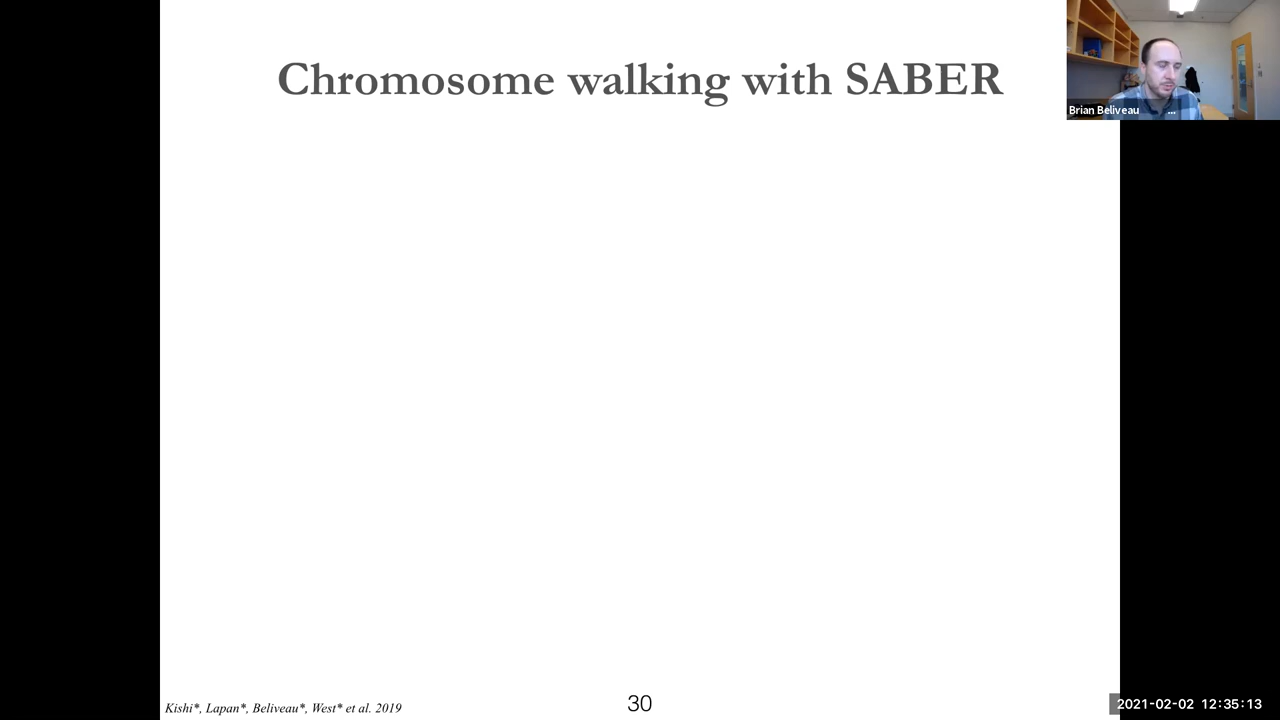 Chromosome walking with SABER
Brian Beliveau
...
Kishi*, Lapan*, Beliveau*, West* et al. 2019
30
2021-02-02 12:35:13